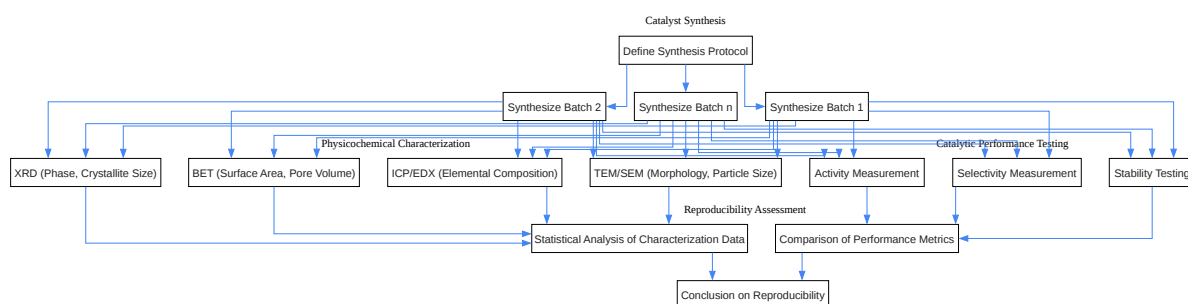 Catalyst Synthesis
Define Synthesis Protocol
Synthesize Batch 2
Synthesize Batch n
Synthesize Batch 1
Physicochemical Characterization
Catalytic Performance Testing
XRD (Phase, Crystallite Size)
BET (Surface Area, Pore Volume)
ICP/EDX (Elemental Composition)
TEM/SEM (Morphology, Particle Size)
Activity Measurement
Selectivity Measurement
Stability Testing
Reproducibility Assessment
Statistical Analysis of Characterization Data
Comparison of Performance Metrics
Conclusion on Reproducibility